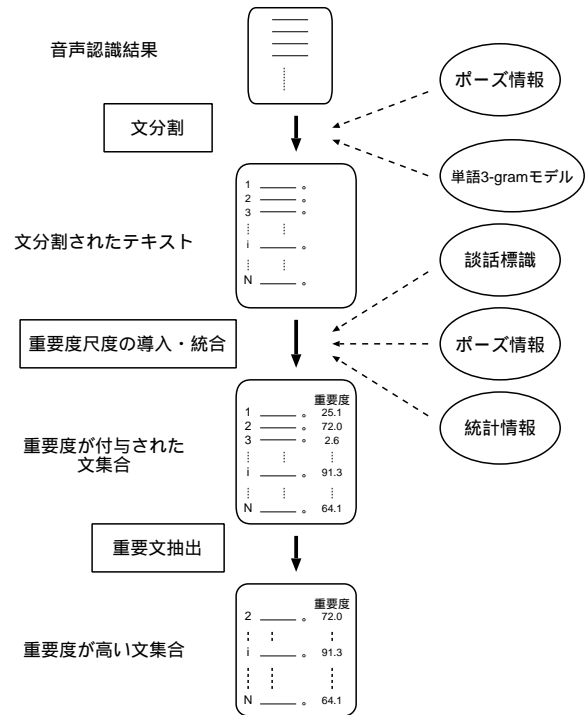 音声認識結果
ポーズ情報
文分割
単語3-gramモデル
1 。
2 。
3 。
文分割されたテキスト
i 。
N 。
談話標識
重要度尺度の導入・統合
ポーズ情報
統計情報
重要度
1 。 25.1
2 。 72.0
3 。 2.6
重要度が付与された
文集合
i 。 91.3
N 。 64.1
重要文抽出
重要度
2 。 72.0
重要度が高い文集合
i 。 91.3
N 。 64.1